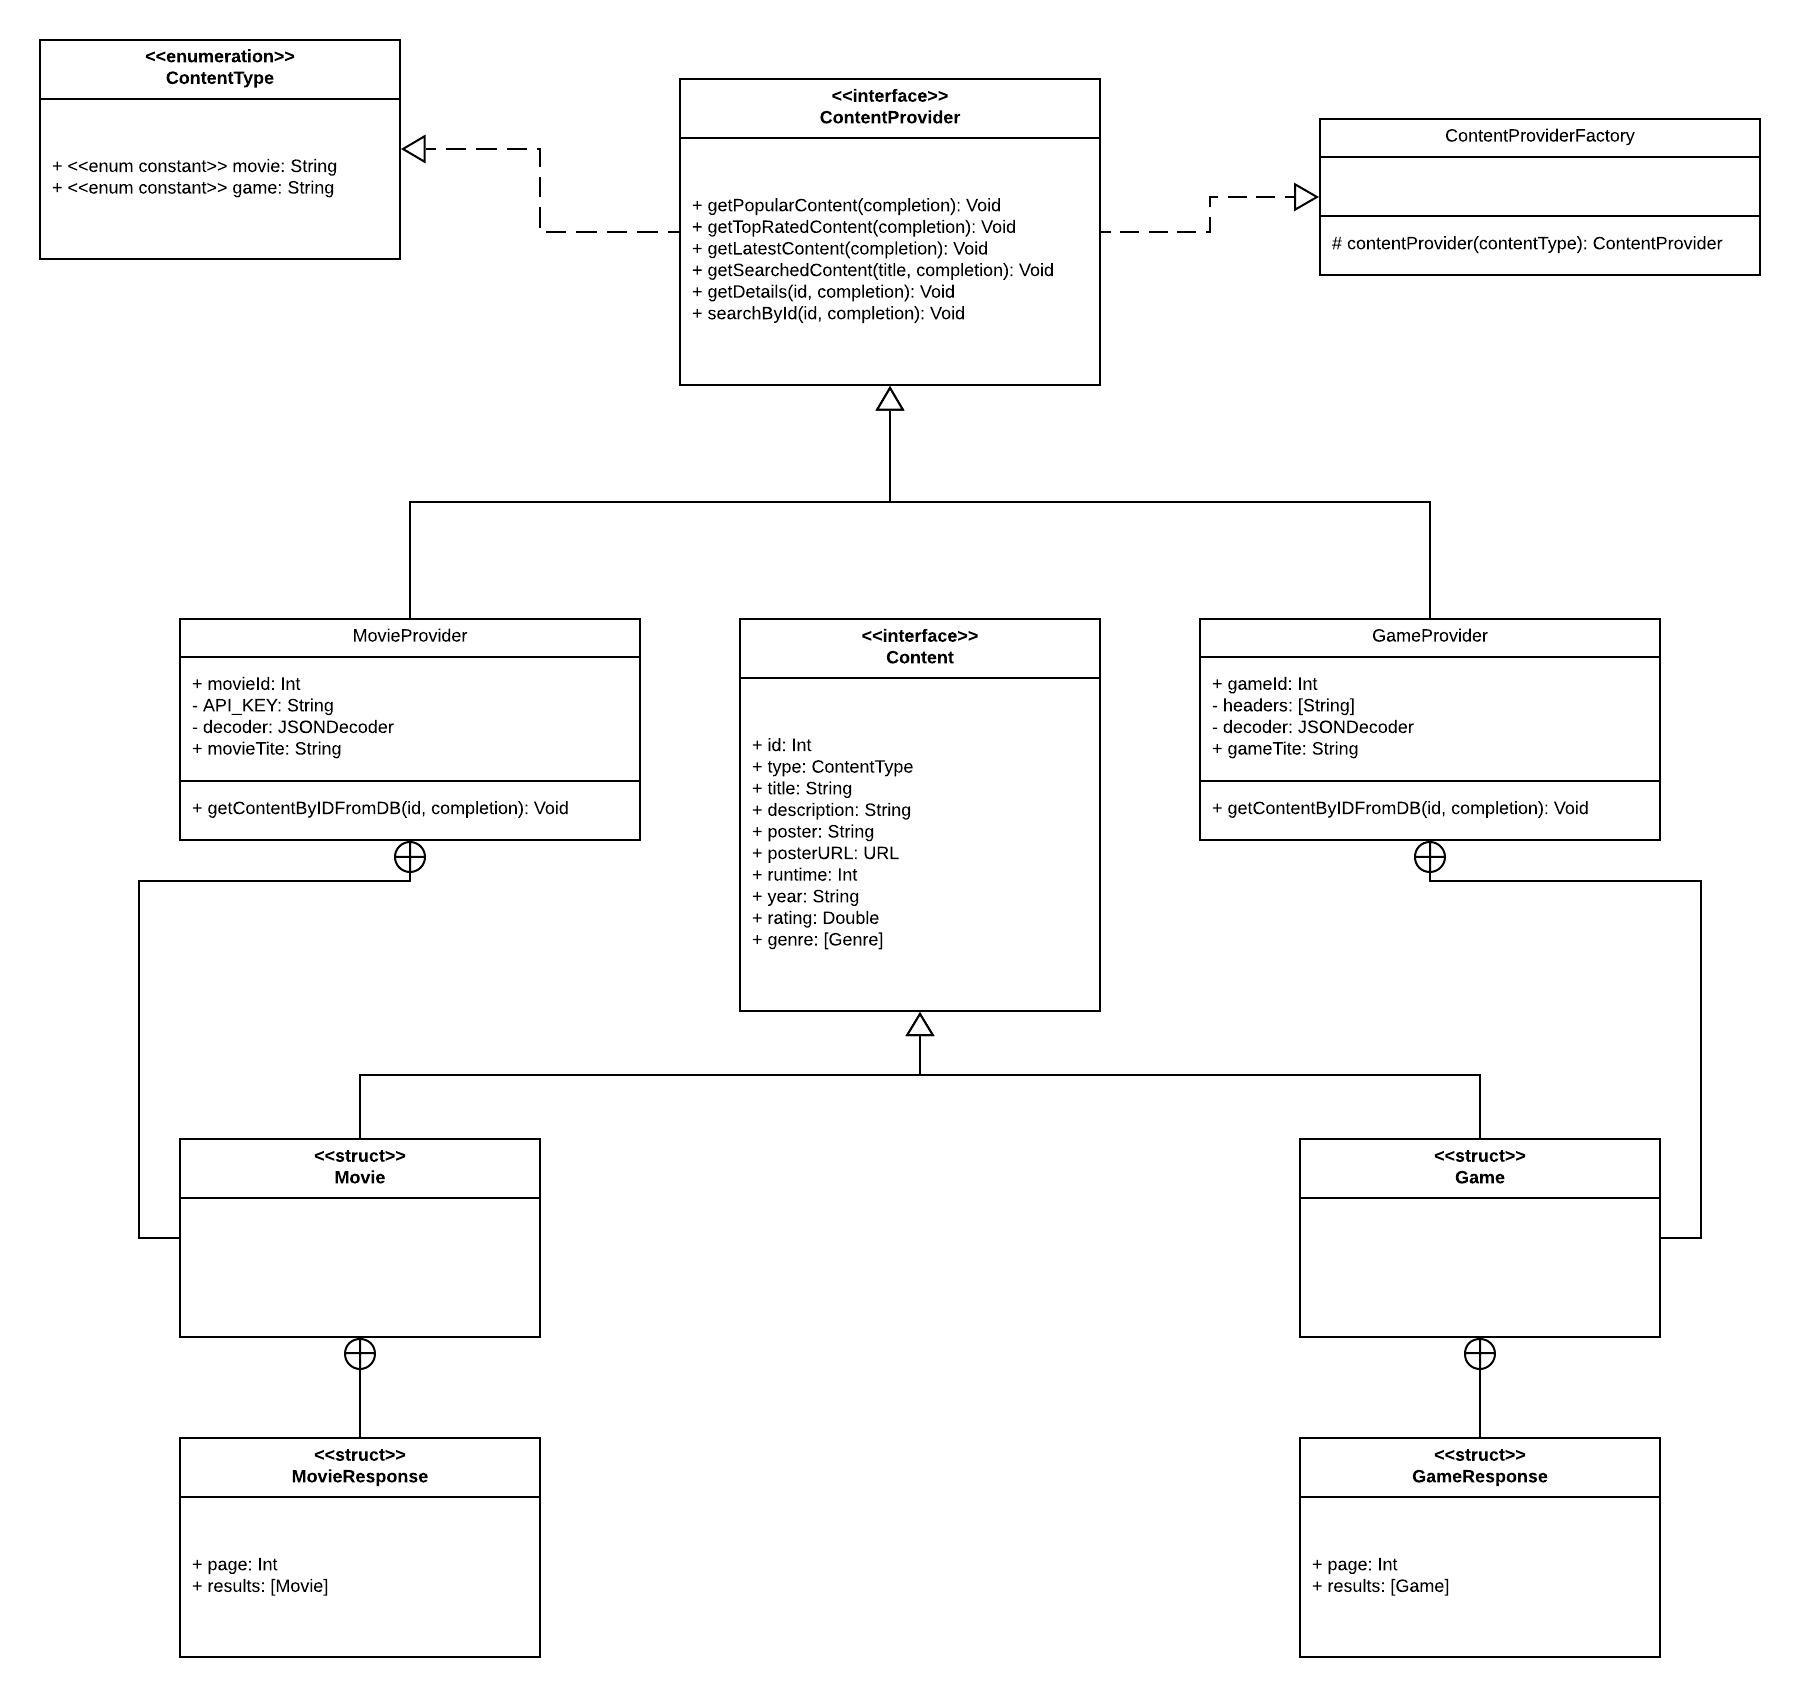 <<enumeration>>
ContentType
+ <<enum constant>> movie: String
+ <<enum constant>> game: String
<<interface>>
ContentProvider
+ getPopularContent(completion): Void
+ getTopRatedContent(completion): Void
+ getLatestContent(completion): Void
+ getSearchedContent(title, completion): Void
+ getDetails(id, completion): Void
+ searchById(id, completion): Void
ContentProviderFactory
# contentProvider(contentType): ContentProvider
MovieProvider
+ movieId: Int
- API_KEY: String
- decoder: JSONDecoder
+ movieTite: String
+ getContentByIDFromDB(id, completion): Void
<<interface>>
Content
+ id: Int
+ type: ContentType
+ title: String
+ description: String
+ poster: String
+ posterURL: URL
+ runtime: Int
+ year: String
+ rating: Double
+ genre: [Genre]
GameProvider
+ gameId: Int
- headers: [String]
- decoder: JSONDecoder
+ gameTite: String
+ getContentByIDFromDB(id, completion): Void
<<struct>>
Movie
<<struct>>
Game
<<struct>>
MovieResponse
+ page: Int
+ results: [Movie]
<<struct>>
GameResponse
+ page: Int
+ results: [Game]